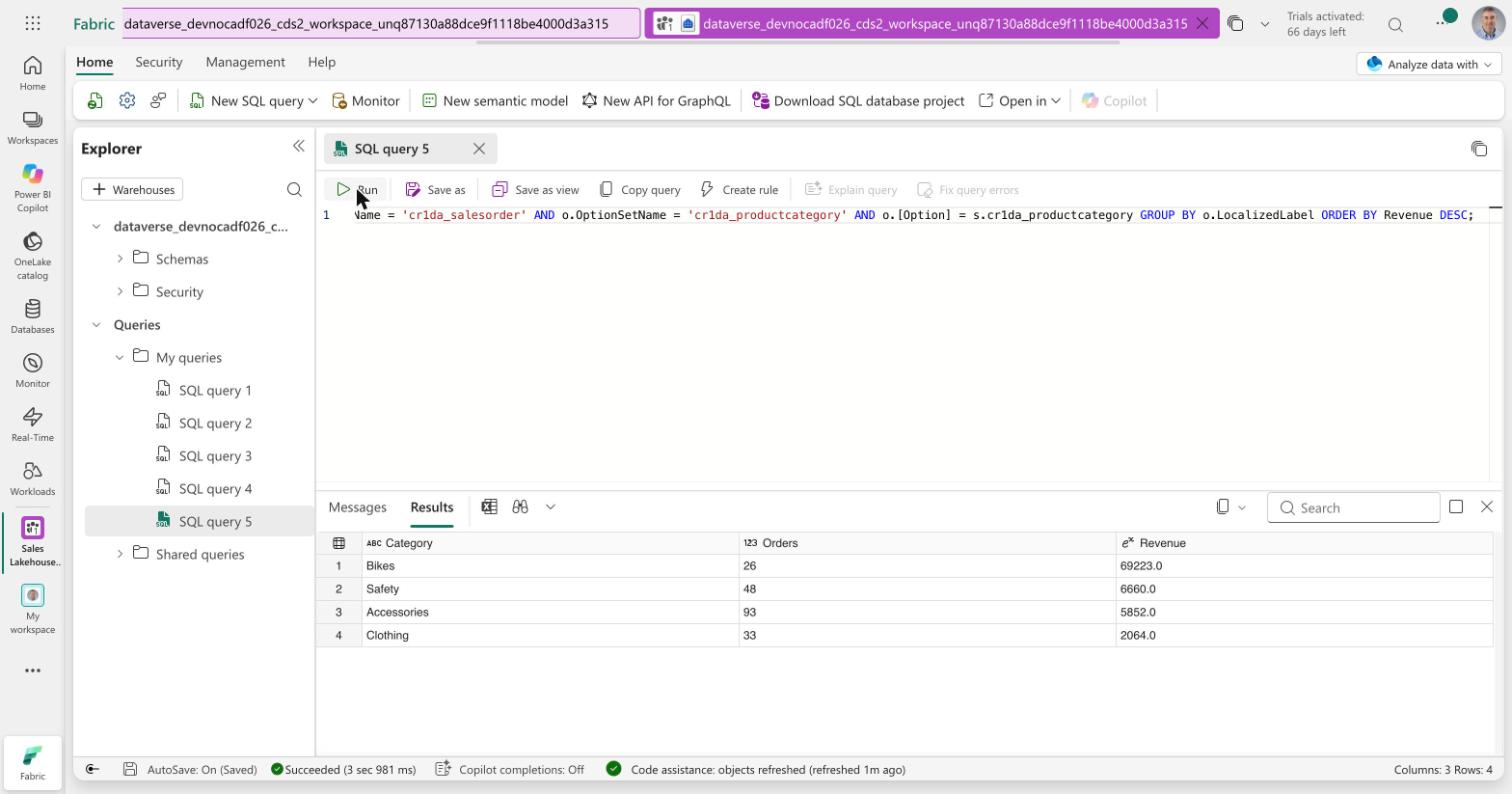 Fabric
dataverse_devnocadf026_cds2_workspace_unq87130a88dce9f1118be4000d3a315
dataverse_devnocadf026_cds2_workspace_unq87130a88dce9f1118be4000d3a315
Trials activated:
66 days left
Home
Security
Management
Help
Analyze data with
New SQL query
Monitor
New semantic model
New API for GraphQL
Download SQL database project
Open in
Copilot
Home
Workspaces
Power BI
Copilot
OneLake
catalog
Databases
Monitor
Real-Time
Workloads
Sales
Lakehouse..
My
workspace
Fabric
Explorer
Warehouses
dataverse_devnocadf026_c...
Schemas
Security
Queries
My queries
SQL query 1
SQL query 2
SQL query 3
SQL query 4
SQL query 5
Shared queries
SQL query 5
Run
Save as
Save as view
Copy query
Create rule
Explain query
Fix query errors
1 Name = 'cr1da_salesorder' AND o.OptionSetName = 'cr1da_productcategory' AND o.[Option] = s.cr1da_productcategory GROUP BY o.LocalizedLabel ORDER BY Revenue DESC;
Messages
Results
Search
ABC Category 123 Orders eˣ Revenue
1 Bikes 26 69223.0
2 Safety 48 6660.0
3 Accessories 93 5852.0
4 Clothing 33 2064.0
AutoSave: On (Saved)
Succeeded (3 sec 981 ms)
Copilot completions: Off
Code assistance: objects refreshed (refreshed 1m ago)
Columns: 3 Rows: 4